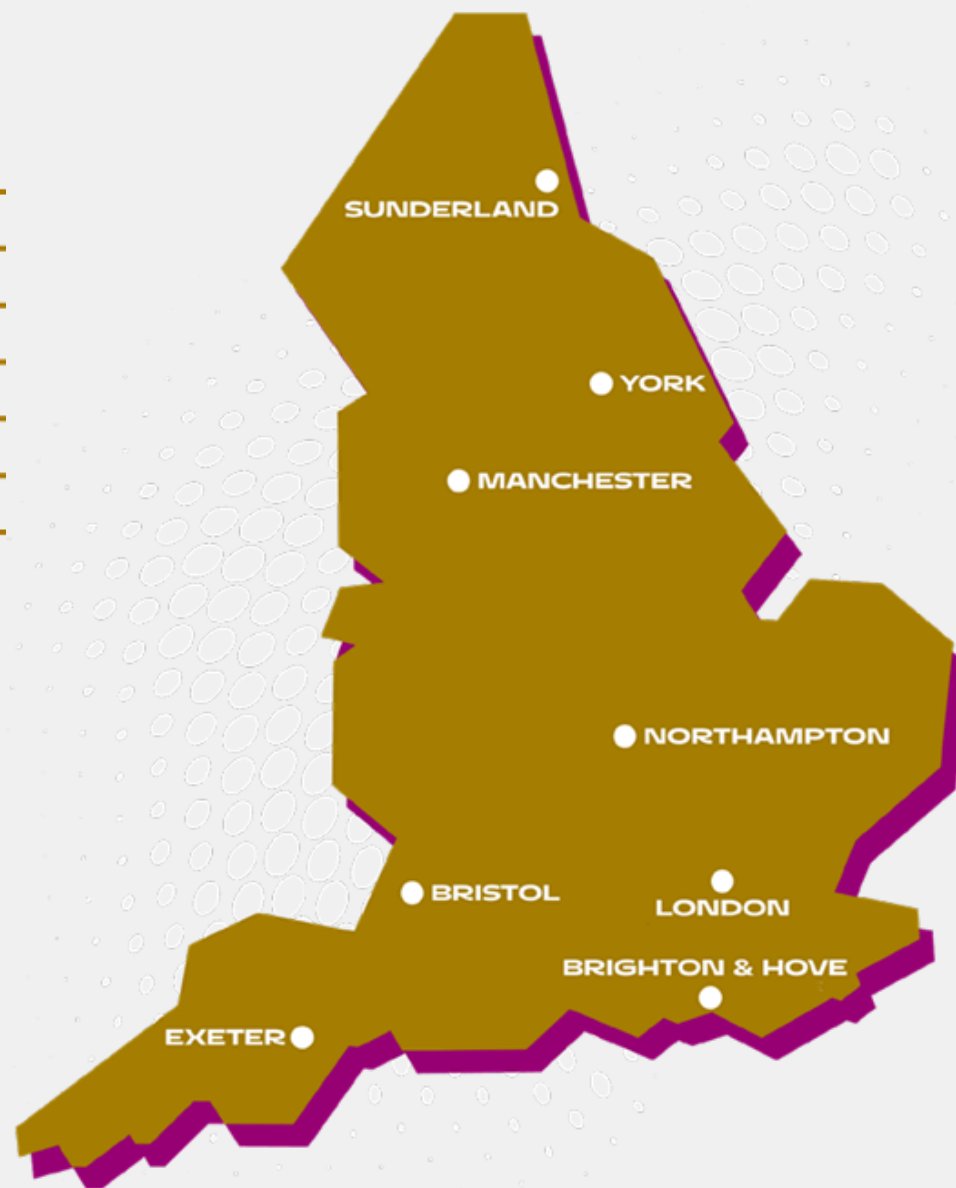 SUNDERLAND
YORK
MANCHESTER
NORTHAMPTON
BRISTOL
LONDON
BRIGHTON & HOVE
EXETER